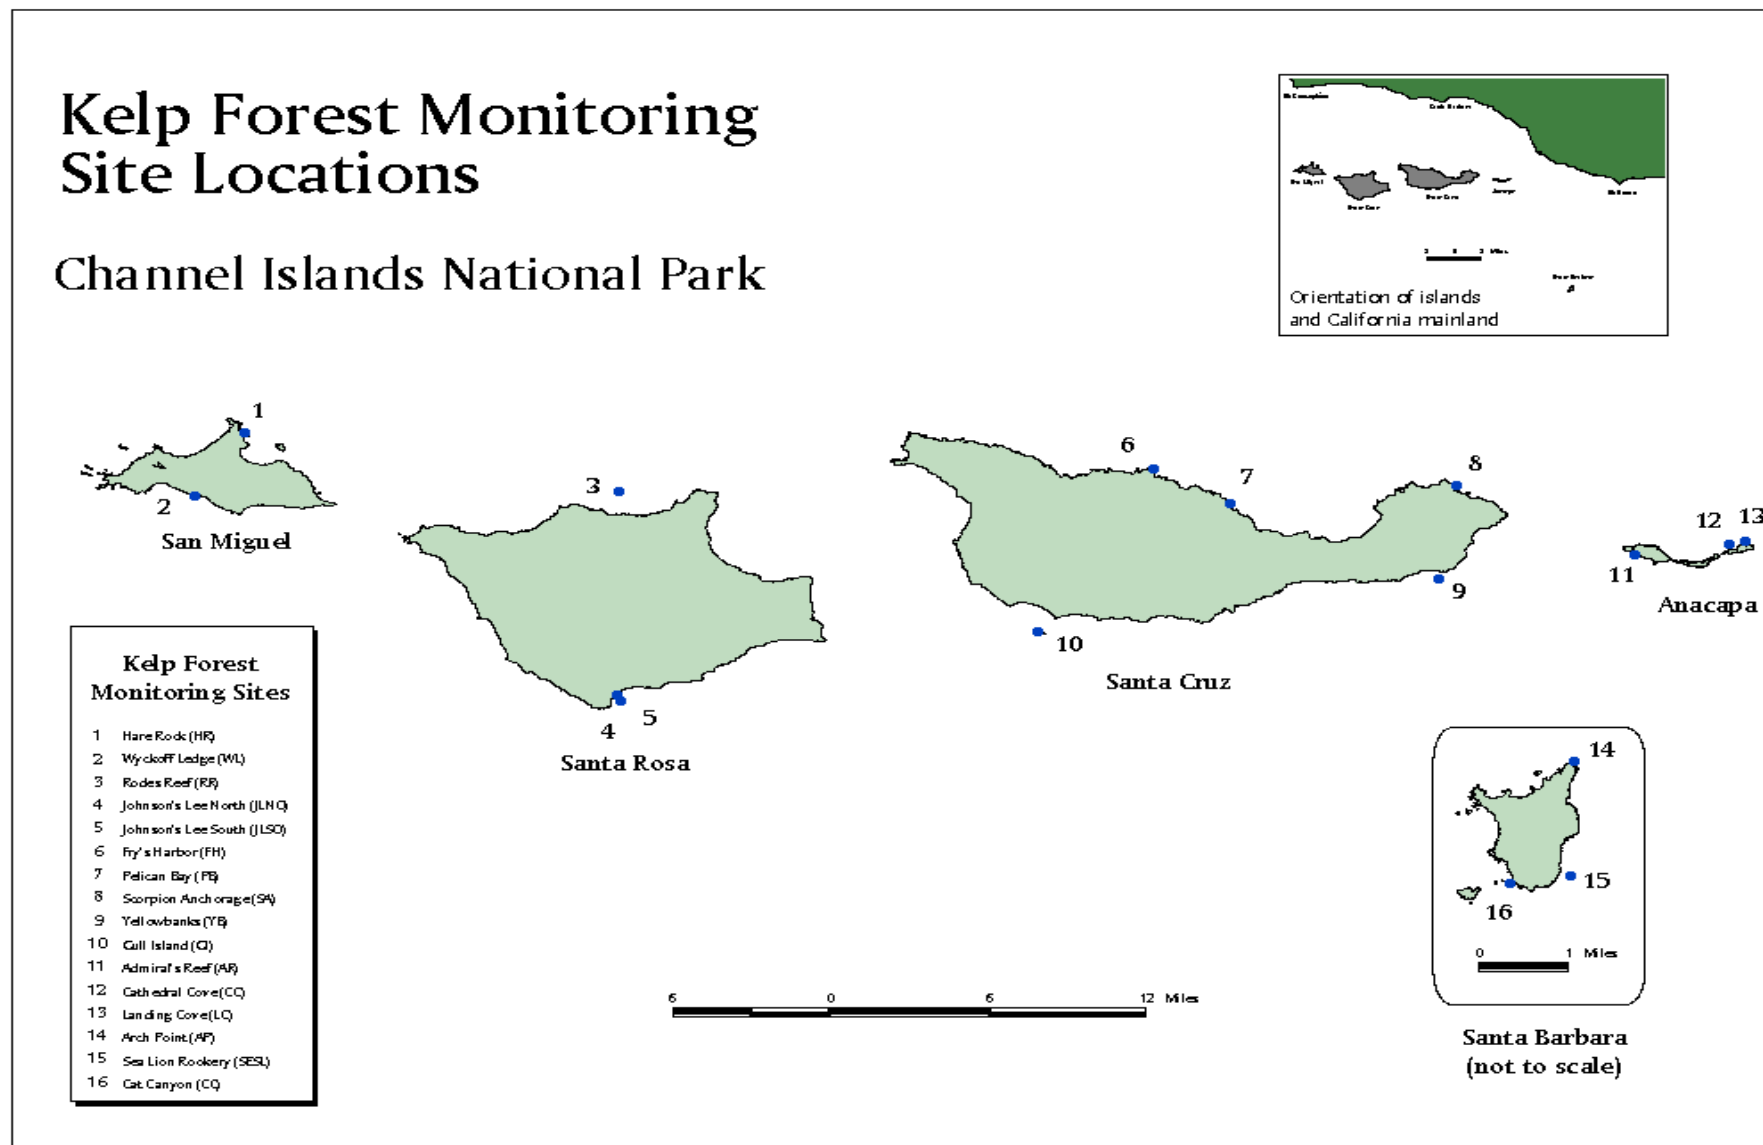 Kelp Forest Monitoring
Site Locations
Channel Islands National Park
Orientation of islands
and California mainland
1
2
San Miguel
3
4
5
Santa Rosa
6
7
8
9
10
Santa Cruz
11
12
13
Anacapa
Kelp Forest
Monitoring Sites
1 Hare Rock (HR)
2 Wyckoff Ledge (WL)
3 Rodes Reef (RR)
4 Johnson's Lee North (JLNO)
5 Johnson's Lee South (JLSO)
6 Fry's Harbor (FH)
7 Pelican Bay (PB)
8 Scorpion Anchorage (SA)
9 Yellowbanks (YB)
10 Gull Island (GI)
11 Admiral's Reef (AR)
12 Cathedral Cove (CC)
13 Landing Cove (LC)
14 Arch Point (AP)
15 Sea Lion Rookery (SESL)
16 Cat Canyon (CC)
6 0 6 12 Miles
14
15
16
0 1 Miles
Santa Barbara
(not to scale)